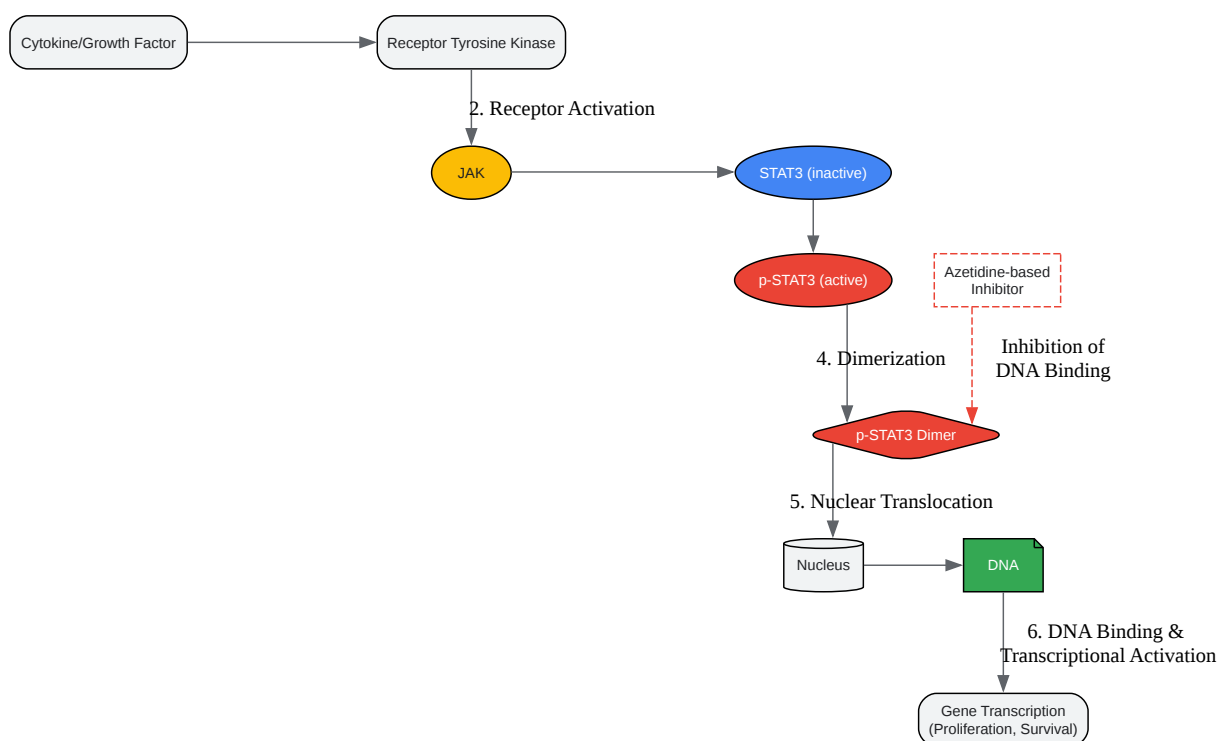 Cytokine/Growth Factor
Receptor Tyrosine Kinase
2. Receptor Activation
JAK
STAT3 (inactive)
p-STAT3 (active)
Azetidine-based
Inhibitor
4. Dimerization
Inhibition of
DNA Binding
p-STAT3 Dimer
5. Nuclear Translocation
Nucleus
DNA
6. DNA Binding &
Transcriptional Activation
Gene Transcription
(Proliferation, Survival)